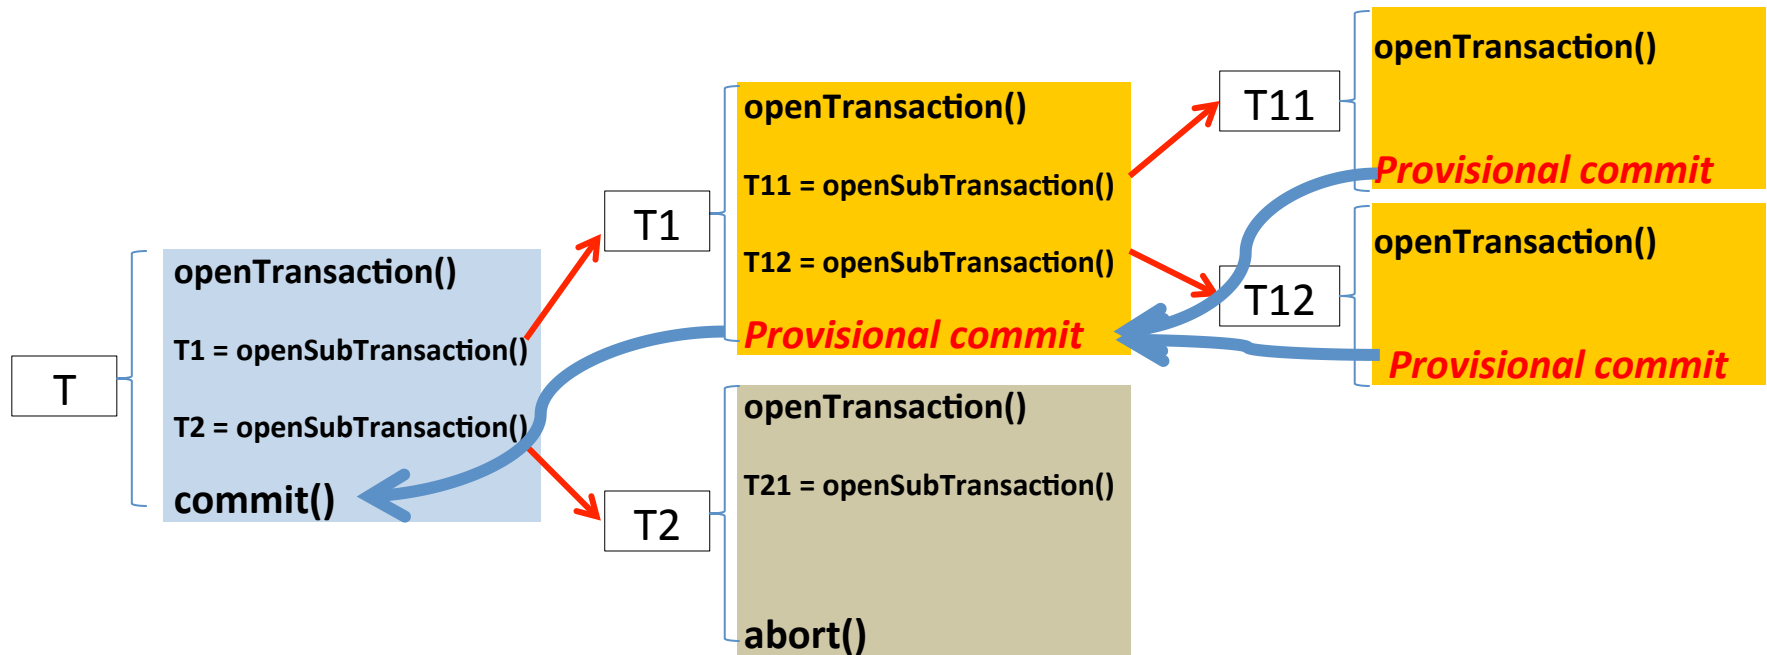 T
openTransaction()
T1 = openSubTransaction()
T2 = openSubTransaction()
commit()
T1
openTransaction()
T11 = openSubTransaction()
T12 = openSubTransaction()
Provisional commit
T2
openTransaction()
T21 = openSubTransaction()
abort()
T11
openTransaction()
Provisional commit
T12
openTransaction()
Provisional commit